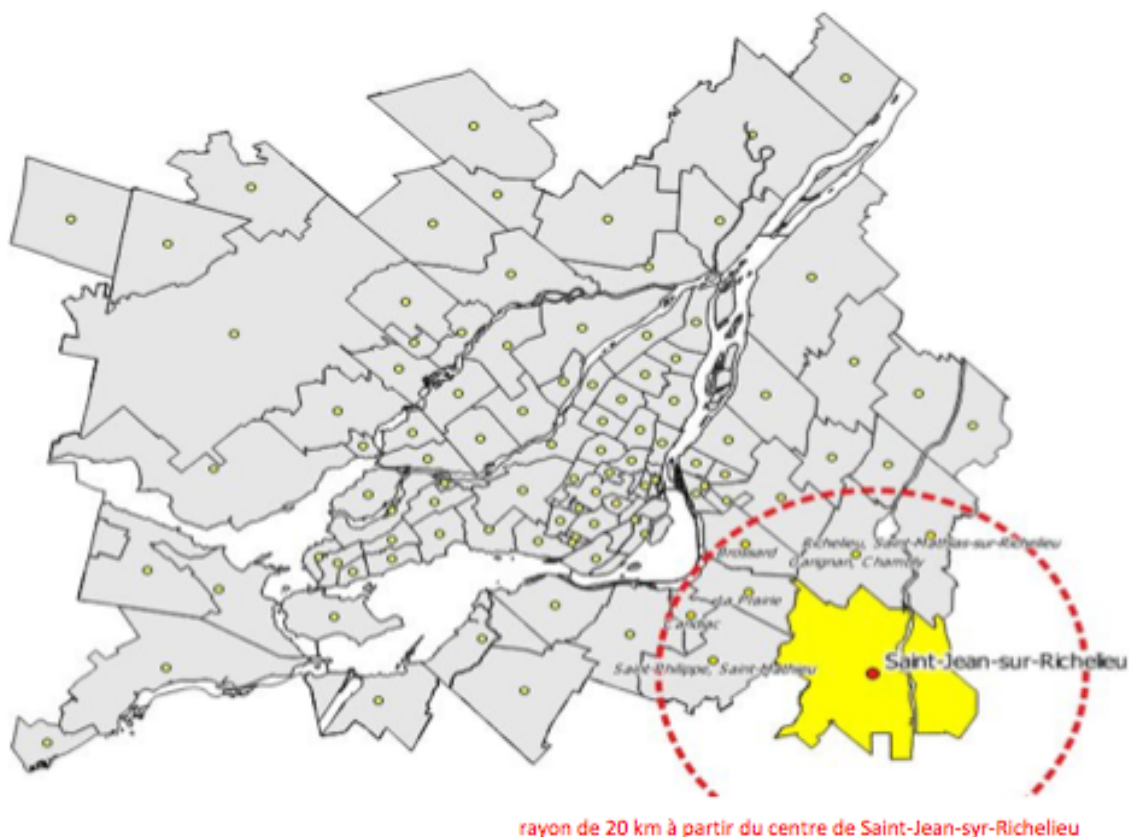 Brossard
Richelieu, Saint-Mathias-sur-Richelieu
Carignan, Chambly
La Prairie
Candiac
Saint-Philippe, Saint-Mathieu
Saint-Jean-sur-Richelieu
rayon de 20 km à partir du centre de Saint-Jean-syr-Richelieu